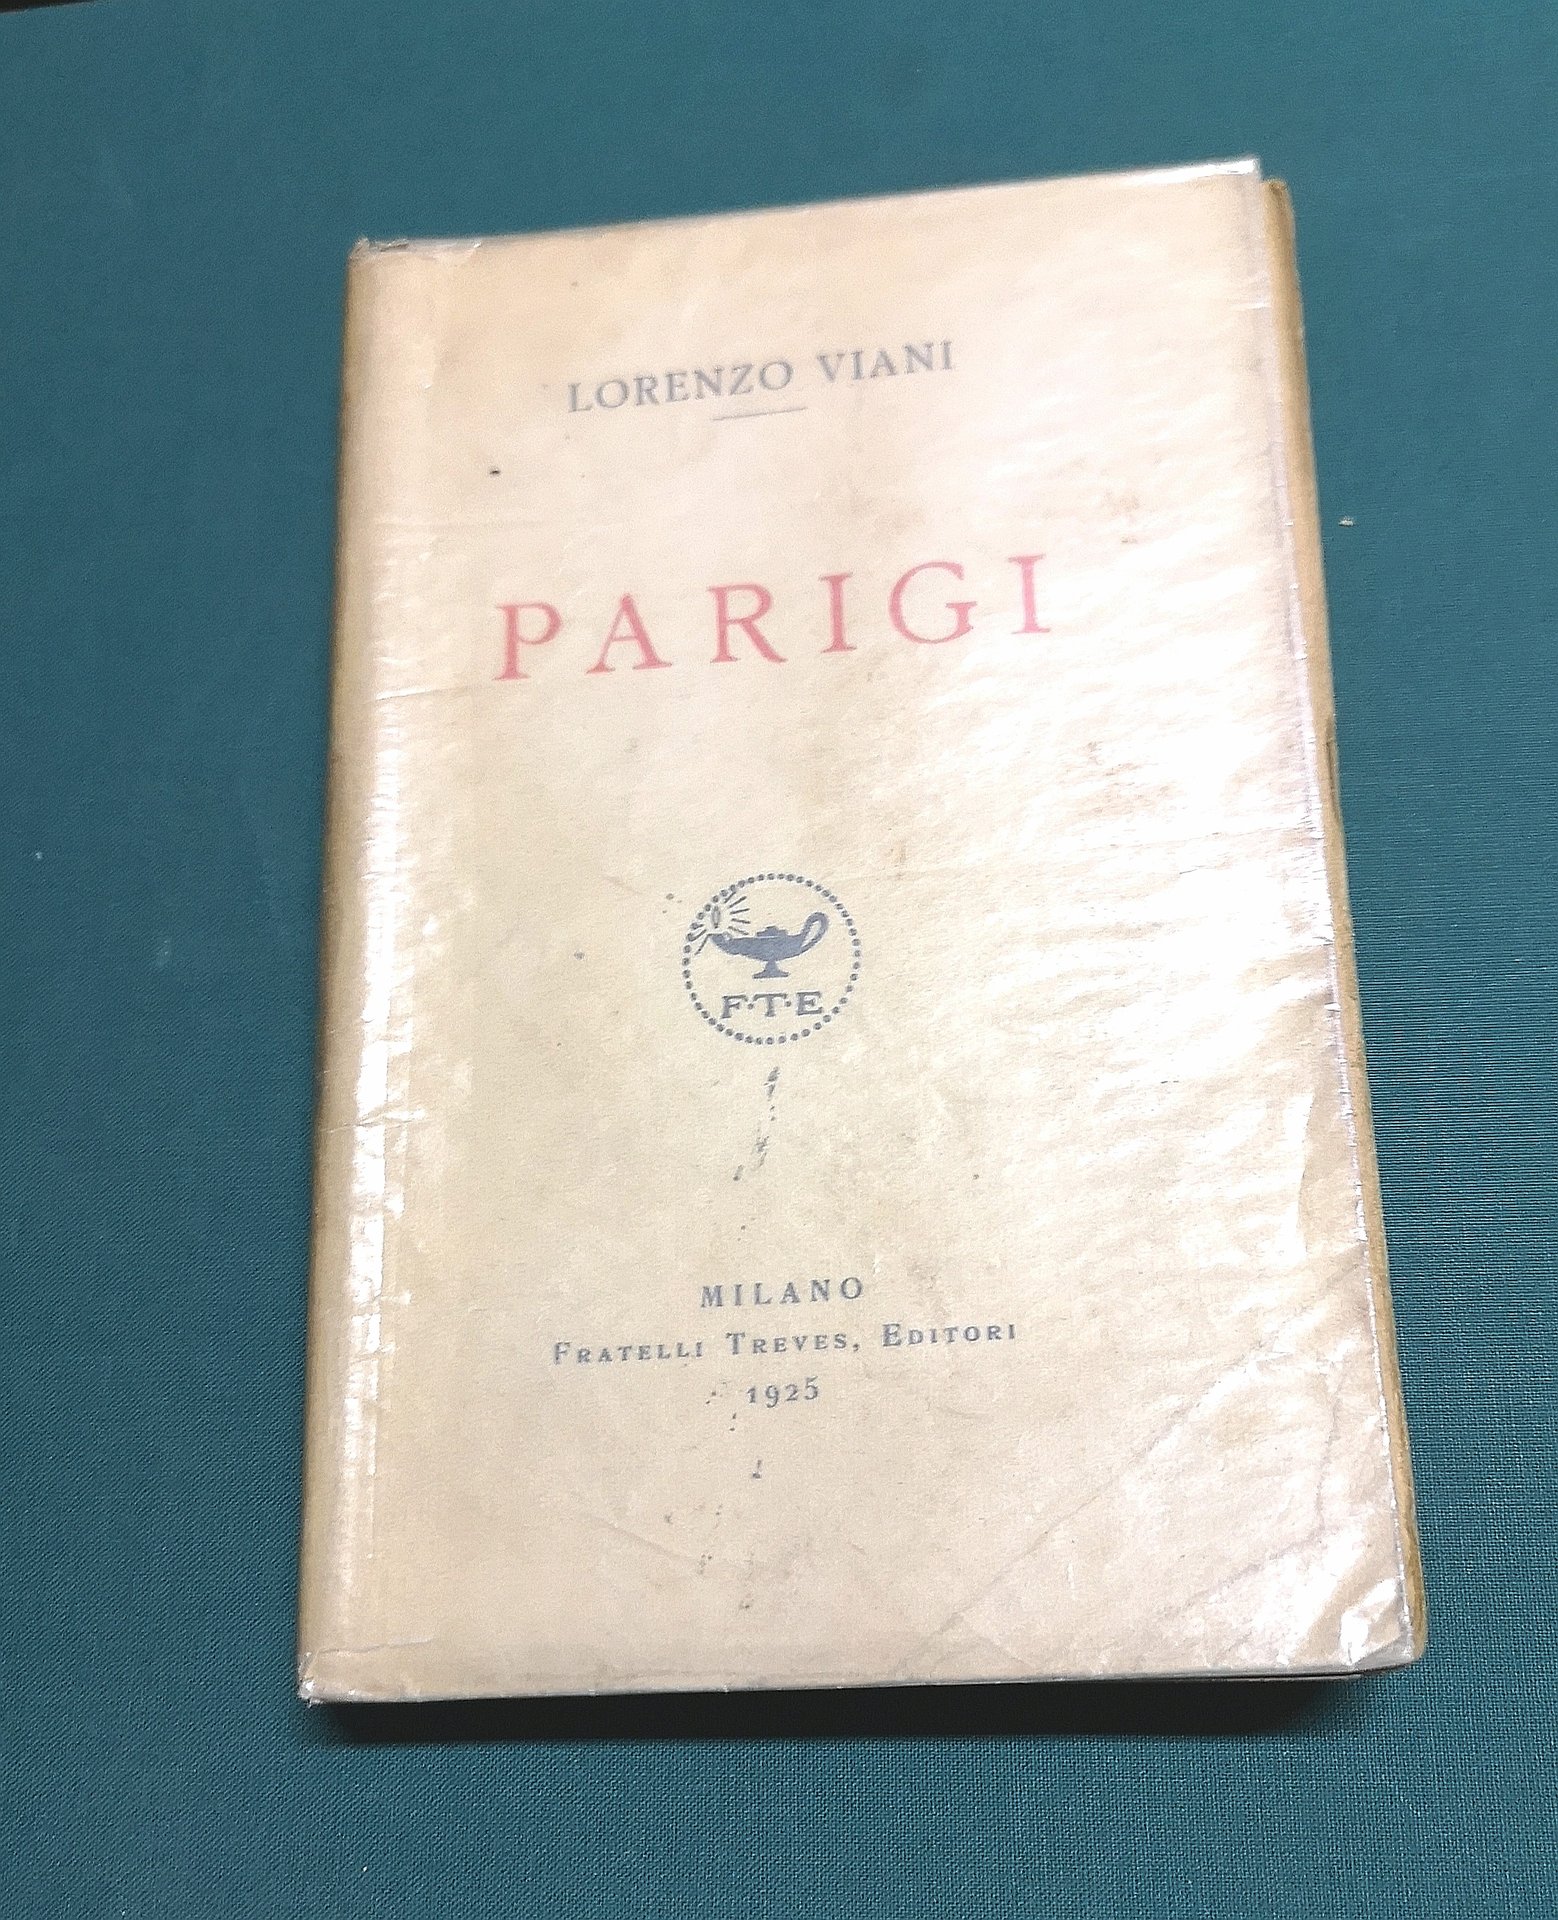 LORENZO VIANI
PARIGI
F·T·E
MILANO
FRATELLI TREVES, EDITORI
1925